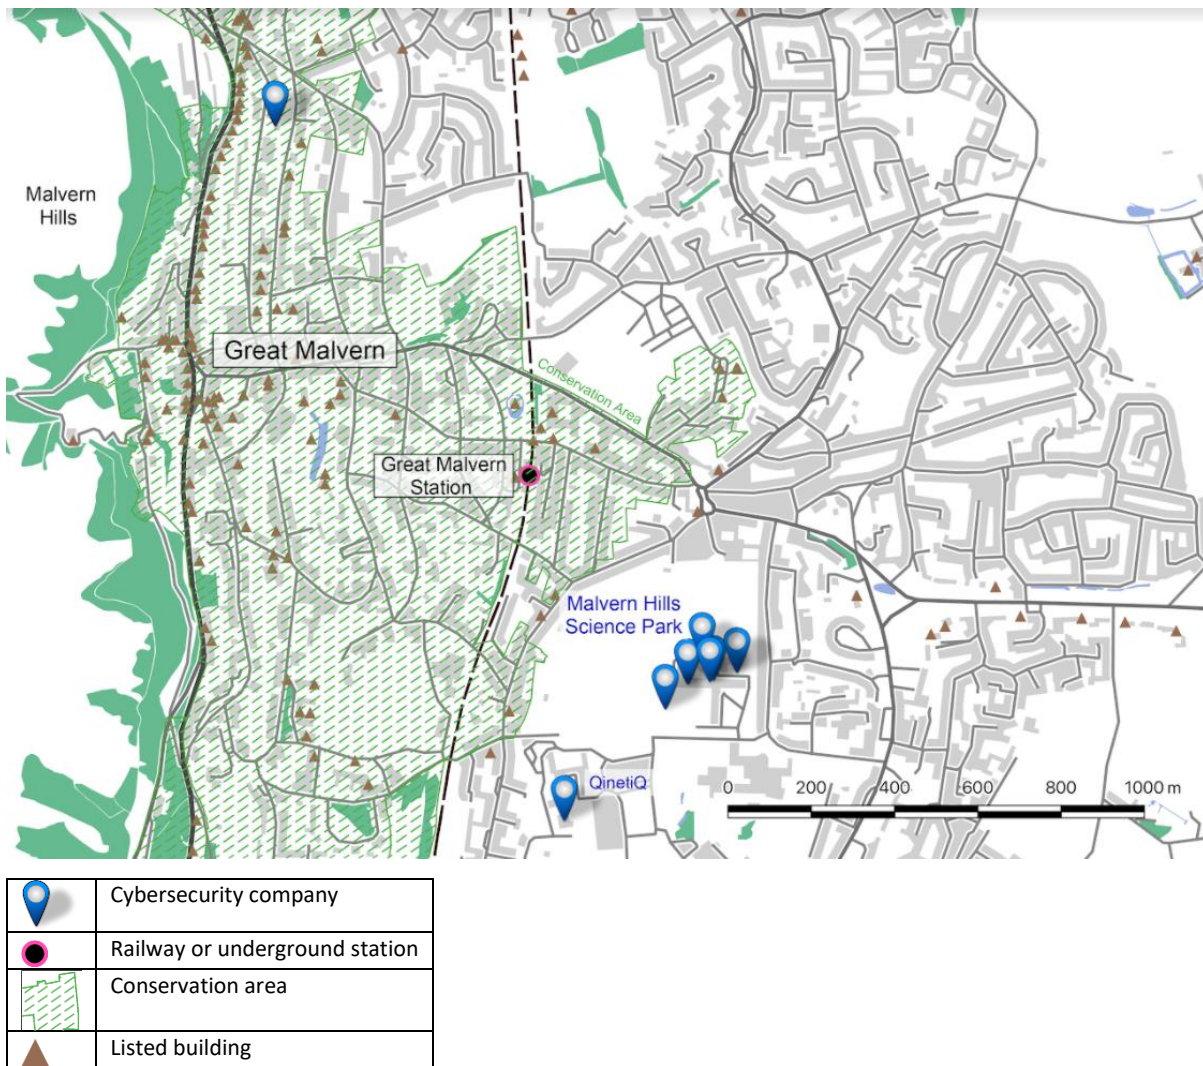 Malvern
Hills
Great Malvern
Conservation Area
Great Malvern
Station
Malvern Hills
Science Park
QinetiQ
0 200 400 600 800 1000 m
Cybersecurity company
Railway or underground station
Conservation area
Listed building